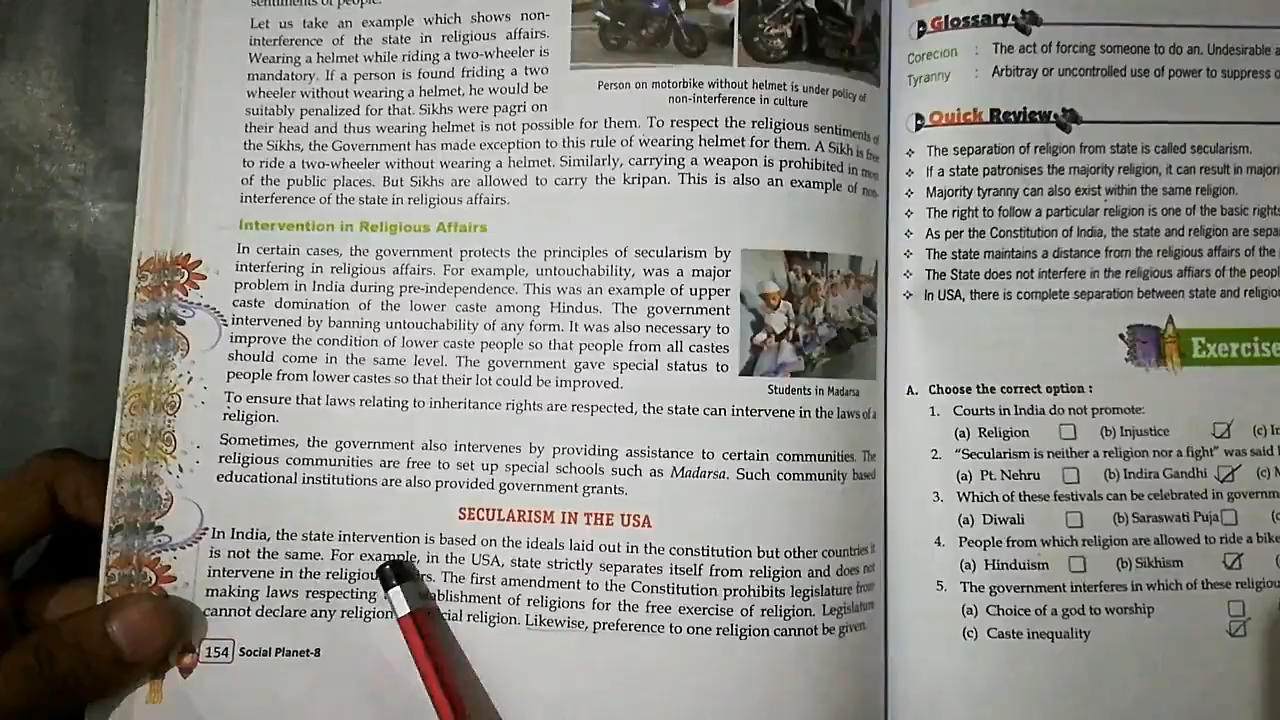 sentiments of people.
Let us take an example which shows non-
interference of the state in religious affairs.
Wearing a helmet while riding a two-wheeler is
mandatory. If a person is found friding a two
wheeler without wearing a helmet, he would be
suitably penalized for that. Sikhs were pagri on
their head and thus wearing helmet is not possible for them. To respect the religious sentiments of
the Sikhs, the Government has made exception to this rule of wearing helmet for them. A Sikh is free
to ride a two-wheeler without wearing a helmet. Similarly, carrying a weapon is prohibited in most
of the public places. But Sikhs are allowed to carry the kripan. This is also an example of non-
interference of the state in religious affairs.
Person on motorbike without helmet is under policy of
non-interference in culture
Intervention in Religious Affairs
In certain cases, the government protects the principles of secularism by
interfering in religious affairs. For example, untouchability, was a major
problem in India during pre-independence. This was an example of upper
caste domination of the lower caste among Hindus. The government
intervened by banning untouchability of any form. It was also necessary to
improve the condition of lower caste people so that people from all castes
should come in the same level. The government gave special status to
people from lower castes so that their lot could be improved.
Students in Madarsa
To ensure that laws relating to inheritance rights are respected, the state can intervene in the laws of a
religion.
Sometimes, the government also intervenes by providing assistance to certain communities. The
religious communities are free to set up special schools such as Madarsa. Such community based
educational institutions are also provided government grants.
SECULARISM IN THE USA
In India, the state intervention is based on the ideals laid out in the constitution but other countries it
is not the same. For example, in the USA, state strictly separates itself from religion and does not
intervene in the religiou rs. The first amendment to the Constitution prohibits legislature from
making laws respecting ablishment of religions for the free exercise of religion. Legislature
cannot declare any religion cial religion. Likewise, preference to one religion cannot be given
154 Social Planet-8
Glossary
Corecion : The act of forcing someone to do an. Undesirable a
Tyranny : Arbitray or uncontrolled use of power to suppress o
Quick Review
❖ The separation of religion from state is called secularism.
❖ If a state patronises the majority religion, it can result in major
❖ Majority tyranny can also exist within the same religion.
❖ The right to follow a particular religion is one of the basic rights
❖ As per the Constitution of India, the state and religion are sepa
❖ The state maintains a distance from the religious affairs of the
❖ The State does not interfere in the religious affiars of the peopl
❖ In USA, there is complete separation between state and religio
Exercise
A. Choose the correct option :
1. Courts in India do not promote:
(a) Religion (b) Injustice (c) In
2. "Secularism is neither a religion nor a fight" was said
(a) Pt. Nehru (b) Indira Gandhi (c) M
3. Which of these festivals can be celebrated in governm
(a) Diwali (b) Saraswati Puja (c
4. People from which religion are allowed to ride a bike
(a) Hinduism (b) Sikhism
5. The government interferes in which of these religiou
(a) Choice of a god to worship
(c) Caste inequality